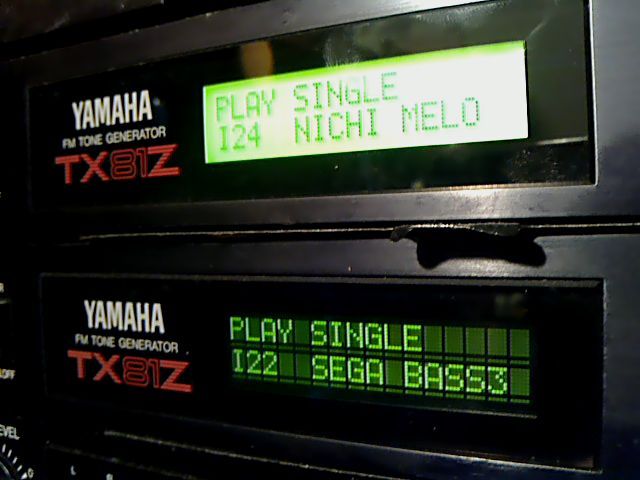 YAMAHA
FM TONE GENERATOR
TX81Z
PLAY SINGLE
I24 NICHI MELO
YAMAHA
FM TONE GENERATOR
TX81Z
PLAY SINGLE
I22 SEGA BASS3
L